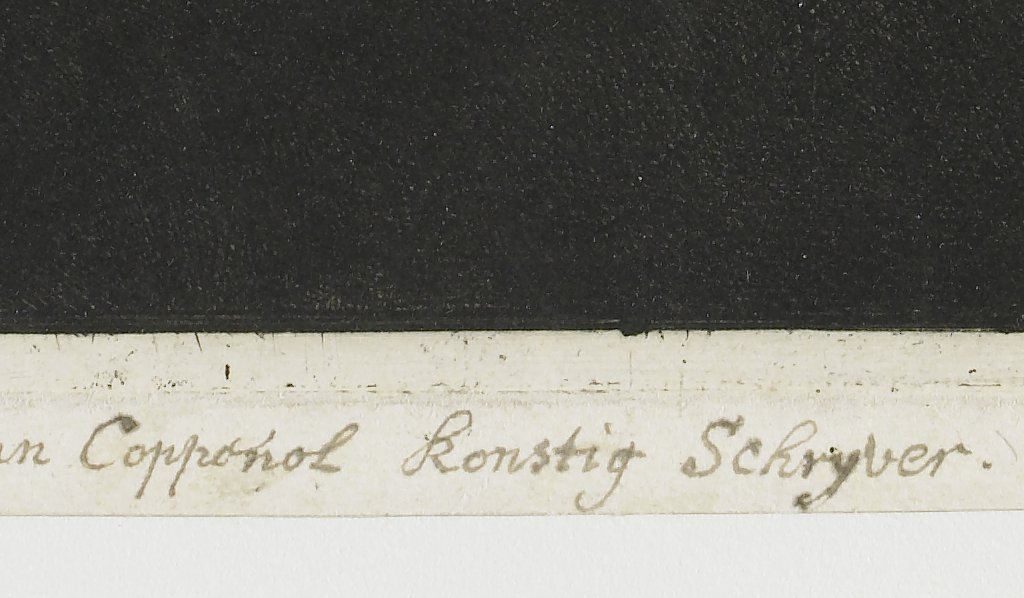 an Coppenol konstig Schryver.